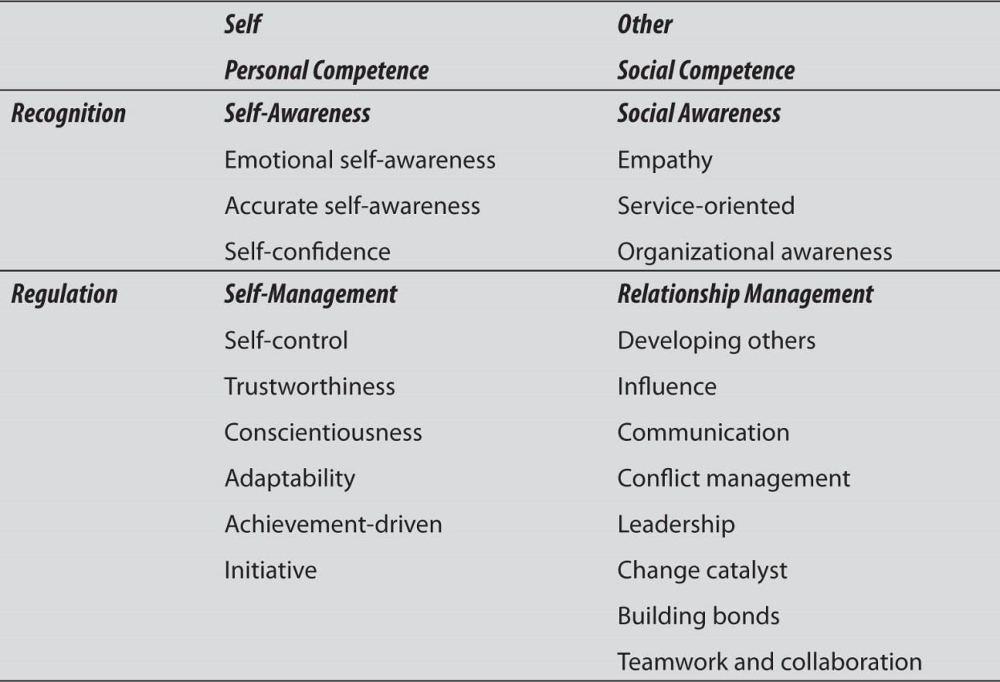 Self Other
Personal Competence Social Competence
Recognition Self-Awareness Social Awareness
Emotional self-awareness Empathy
Accurate self-awareness Service-oriented
Self-confidence Organizational awareness
Regulation Self-Management Relationship Management
Self-control Developing others
Trustworthiness Influence
Conscientiousness Communication
Adaptability Conflict management
Achievement-driven Leadership
Initiative Change catalyst
Building bonds
Teamwork and collaboration